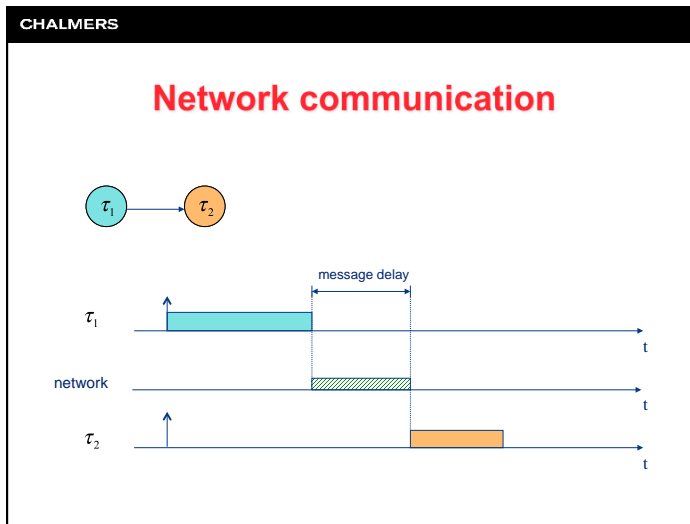 CHALMERS
Network communication
τ₁ τ₂
message delay
τ₁
t
network
t
τ₂
t